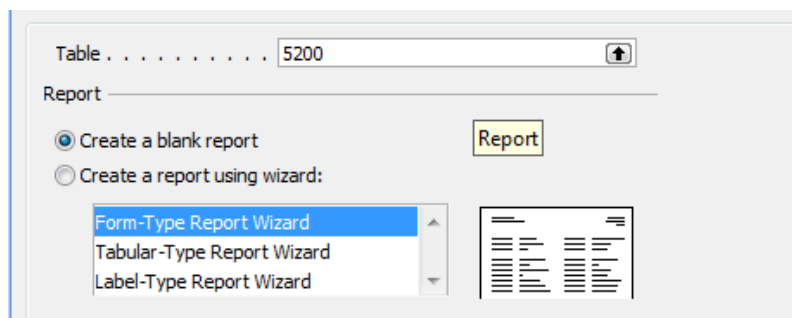 Table . . . . . . . . . . 5200
Report
Create a blank report
Report
Create a report using wizard:
Form-Type Report Wizard
Tabular-Type Report Wizard
Label-Type Report Wizard